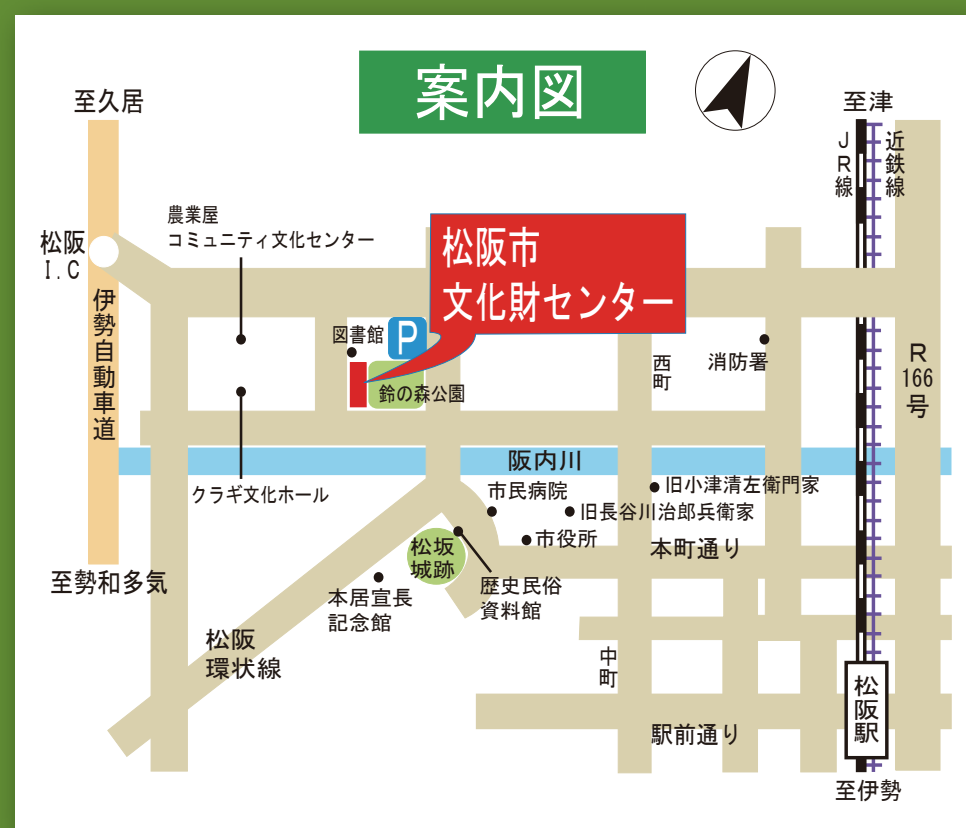 案内図
至久居
至津
JR線
近鉄線
農業屋
コミュニティ文化センター
松阪
I.C
松阪市
文化財センター
伊勢自動車道
図書館
P
鈴の森公園
西町
消防署
R
166
号
阪内川
クラギ文化ホール
市民病院
旧小津清左衛門家
旧長谷川治郎兵衛家
市役所
本町通り
松坂
城跡
至勢和多気
歴史民俗
資料館
本居宣長
記念館
松阪
環状線
中町
松阪駅
駅前通り
至伊勢